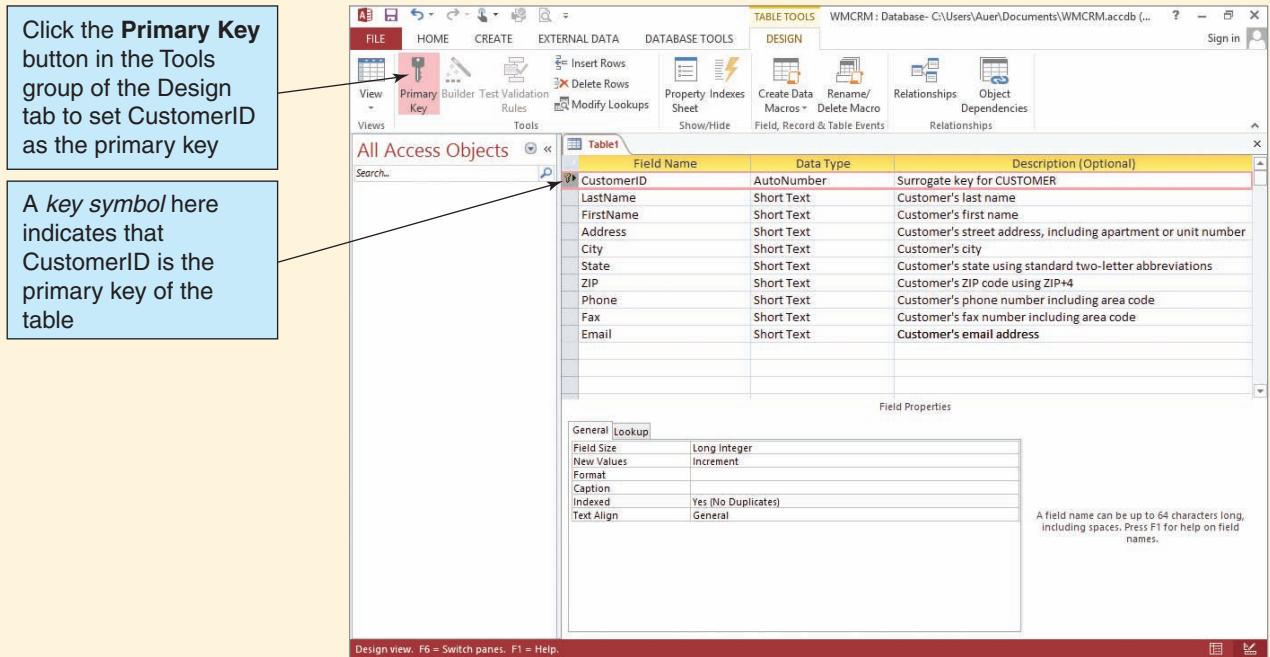 Click the Primary Key
button in the Tools
group of the Design
tab to set CustomerID
as the primary key
A key symbol here
indicates that
CustomerID is the
primary key of the
table
TABLE TOOLS WMCRM : Database- C:\Users\Auer\Documents\WMCRM.accdb (... ?
FILE HOME CREATE EXTERNAL DATA DATABASE TOOLS DESIGN Sign in
View
Primary Key
Builder
Test Validation Rules
Insert Rows
Delete Rows
Modify Lookups
Property Sheet
Indexes
Create Data Macros
Rename/ Delete Macro
Relationships
Object Dependencies
Views Tools Show/Hide Field, Record & Table Events Relationships
All Access Objects
Search...
Table1
Field Name Data Type Description (Optional)
CustomerID AutoNumber Surrogate key for CUSTOMER
LastName Short Text Customer's last name
FirstName Short Text Customer's first name
Address Short Text Customer's street address, including apartment or unit number
City Short Text Customer's city
State Short Text Customer's state using standard two-letter abbreviations
ZIP Short Text Customer's ZIP code using ZIP+4
Phone Short Text Customer's phone number including area code
Fax Short Text Customer's fax number including area code
Email Short Text Customer's email address
Field Properties
General Lookup
Field Size Long Integer
New Values Increment
Format
Caption
Indexed Yes (No Duplicates)
Text Align General
A field name can be up to 64 characters long,
including spaces. Press F1 for help on field
names.
Design view. F6 = Switch panes. F1 = Help.